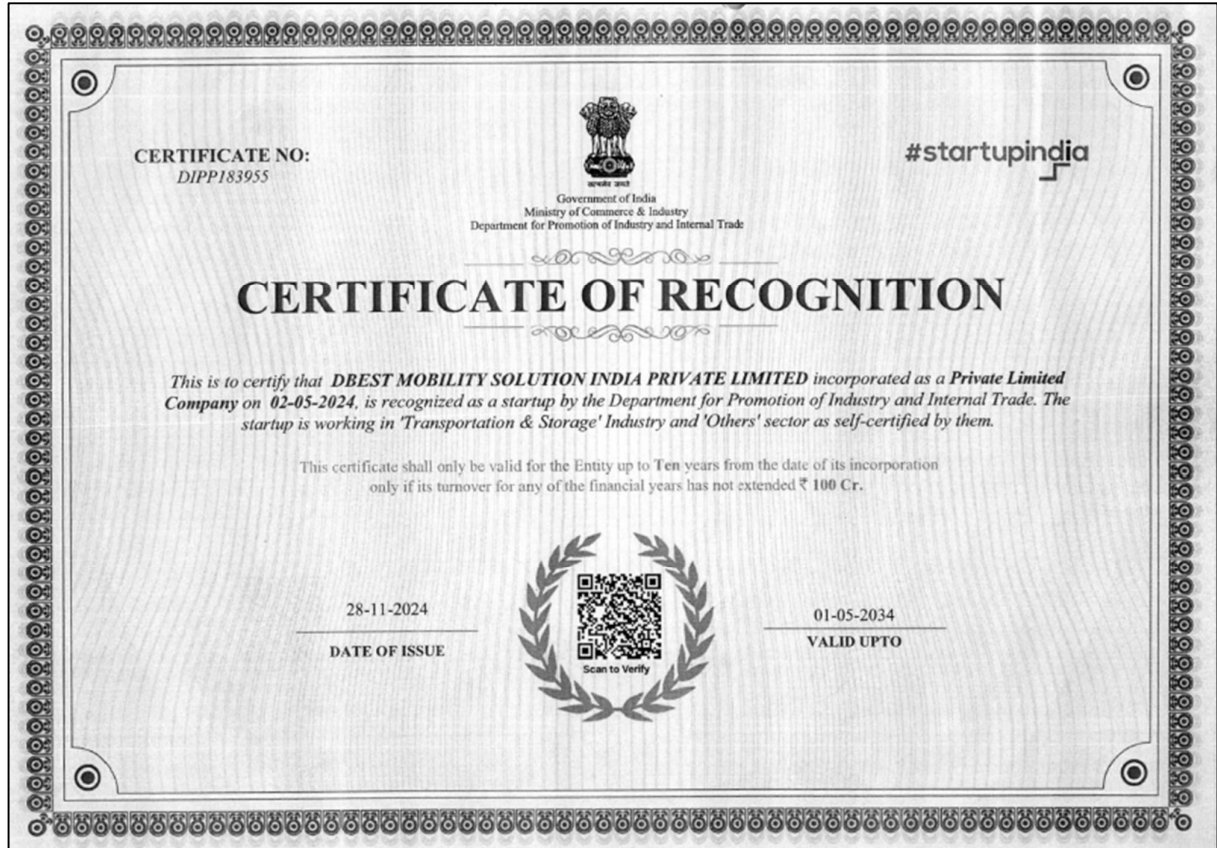 CERTIFICATE NO:
DIPP183955
#startupindia
सत्यमेव जयते
Government of India
Ministry of Commerce & Industry
Department for Promotion of Industry and Internal Trade
CERTIFICATE OF RECOGNITION
This is to certify that DBEST MOBILITY SOLUTION INDIA PRIVATE LIMITED incorporated as a Private Limited
Company on 02-05-2024, is recognized as a startup by the Department for Promotion of Industry and Internal Trade. The
startup is working in 'Transportation & Storage' Industry and 'Others' sector as self-certified by them.
This certificate shall only be valid for the Entity up to Ten years from the date of its incorporation
only if its turnover for any of the financial years has not extended ₹ 100 Cr.
28-11-2024
DATE OF ISSUE
Scan to Verify
01-05-2034
VALID UPTO